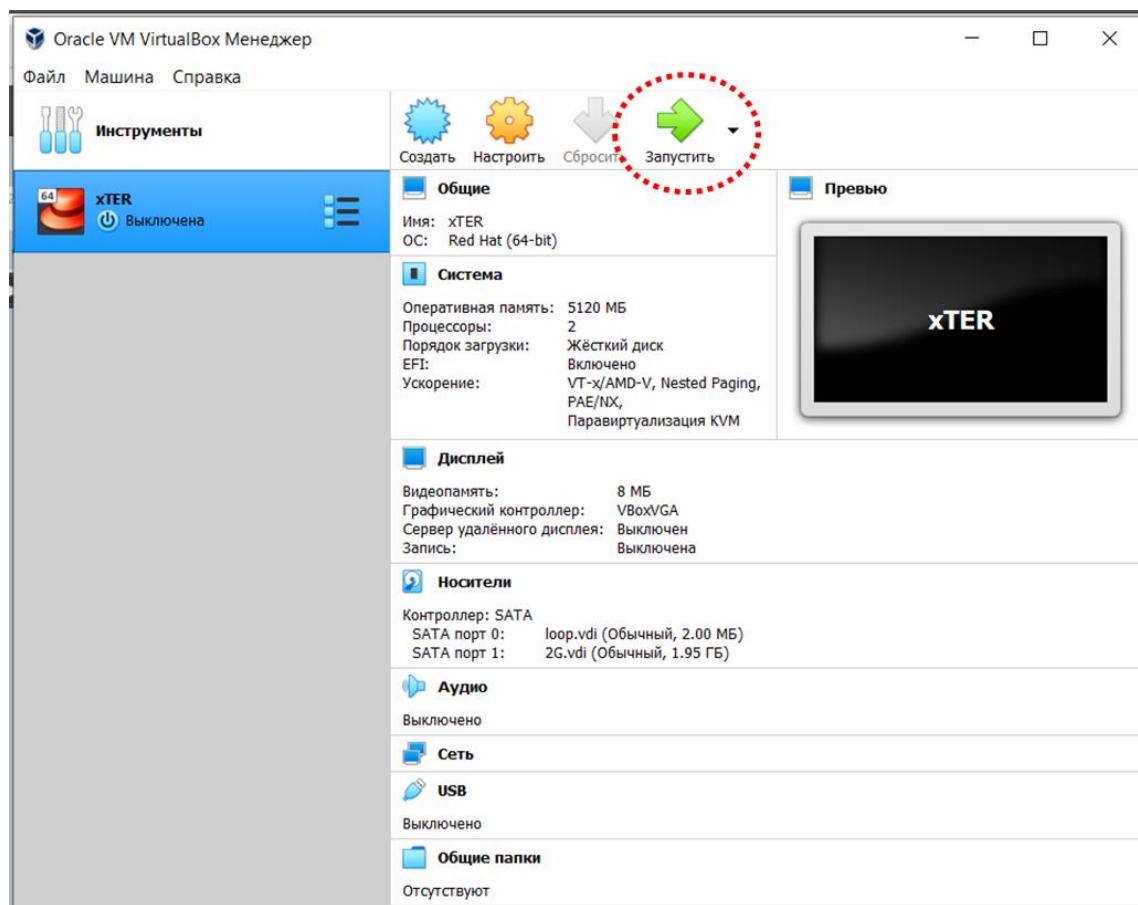 Oracle VM VirtualBox Менеджер
Файл Машина Справка
Инструменты
Создать Настроить Сбросить Запустить
64
xTER
Выключена
Общие
Имя: xTER
ОС: Red Hat (64-bit)
Превью
xTER
Система
Оперативная память: 5120 МБ
Процессоры: 2
Порядок загрузки: Жёсткий диск
EFI: Включено
Ускорение: VT-x/AMD-V, Nested Paging,
PAE/NX,
Паравиртуализация KVM
Дисплей
Видеопамять: 8 МБ
Графический контроллер: VBoxVGA
Сервер удалённого дисплея: Выключен
Запись: Выключена
Носители
Контроллер: SATA
SATA порт 0: loop.vdi (Обычный, 2.00 МБ)
SATA порт 1: 2G.vdi (Обычный, 1.95 ГБ)
Аудио
Выключено
Сеть
USB
Выключено
Общие папки
Отсутствуют